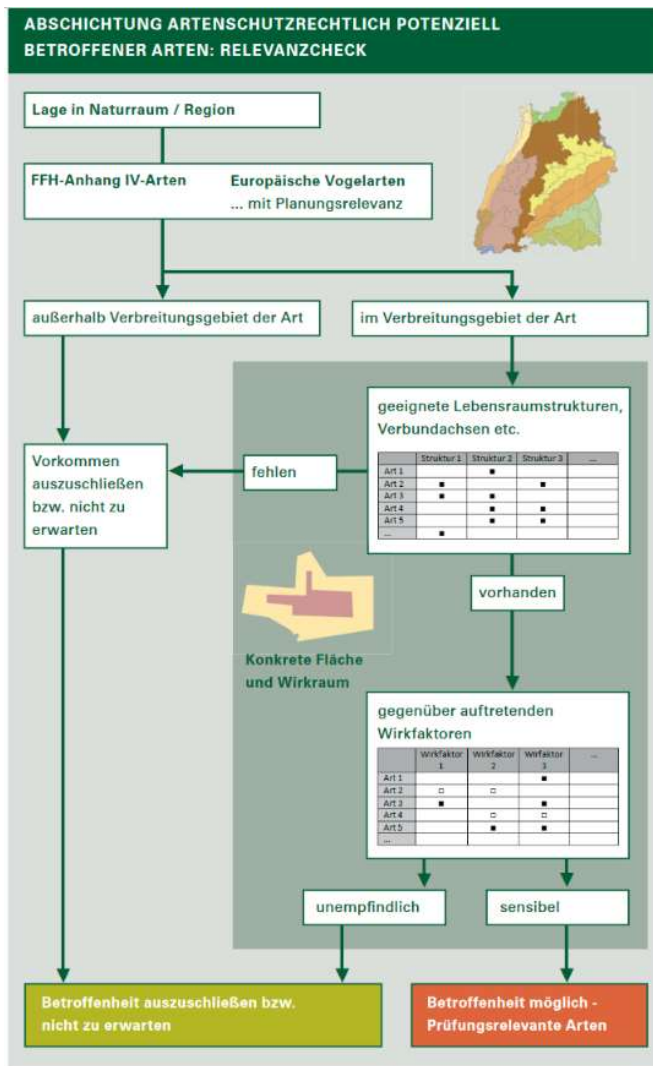 ABSCHICHTUNG ARTENSCHUTZRECHTLICH POTENZIELL
BETROFFENER ARTEN: RELEVANZCHECK
Lage in Naturraum / Region
FFH-Anhang IV-Arten Europäische Vogelarten
... mit Planungsrelevanz
außerhalb Verbreitungsgebiet der Art
im Verbreitungsgebiet der Art
geeignete Lebensraumstrukturen,
Verbundachsen etc.
Struktur 1 Struktur 2 Struktur 3 ...
Art 1 ■
Art 2 ■ ■
Art 3 ■ ■
Art 4 ■ ■
Art 5 ■ ■
... ■
fehlen
Vorkommen
auszuschließen
bzw. nicht zu
erwarten
vorhanden
Konkrete Fläche
und Wirkraum
gegenüber auftretenden
Wirkfaktoren
Wirkfaktor Wirkfaktor Wirfaktor ...
1 2 3
Art 1 ■
Art 2 □ □
Art 3 ■ ■
Art 4 □ □
Art 5 ■ ■
...
unempfindlich
sensibel
Betroffenheit auszuschließen bzw.
nicht zu erwarten
Betroffenheit möglich -
Prüfungsrelevante Arten